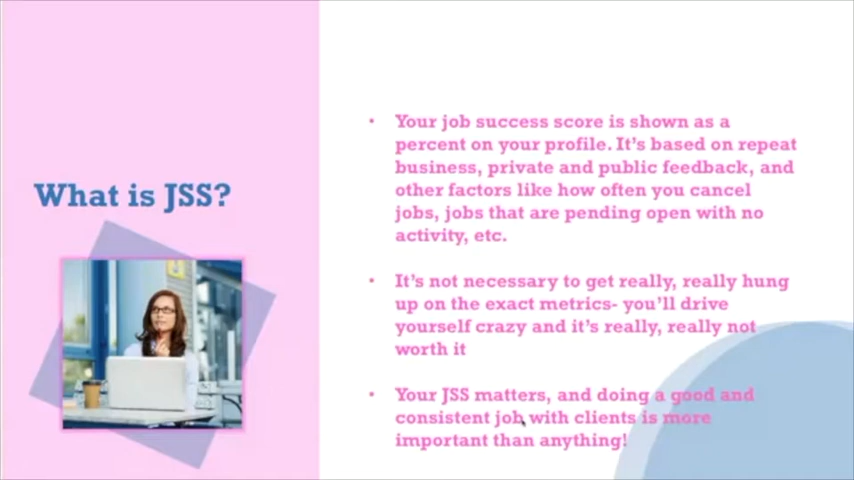 What is JSS?
• Your job success score is shown as a
percent on your profile. It's based on repeat
business, private and public feedback, and
other factors like how often you cancel
jobs, jobs that are pending open with no
activity, etc.
• It's not necessary to get really, really hung
up on the exact metrics- you'll drive
yourself crazy and it's really, really not
worth it
• Your JSS matters, and doing a good and
consistent job with clients is more
important than anything!